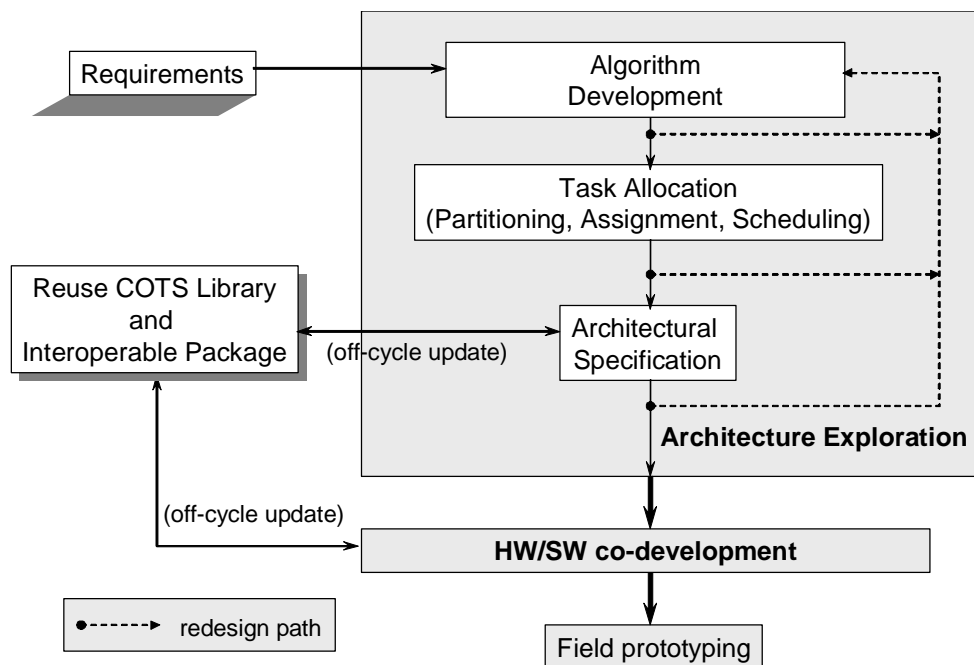 Requirements
Algorithm
Development
Task Allocation
(Partitioning, Assignment, Scheduling)
Reuse COTS Library
and
Interoperable Package
(off-cycle update)
Architectural
Specification
Architecture Exploration
(off-cycle update)
HW/SW co-development
redesign path
Field prototyping